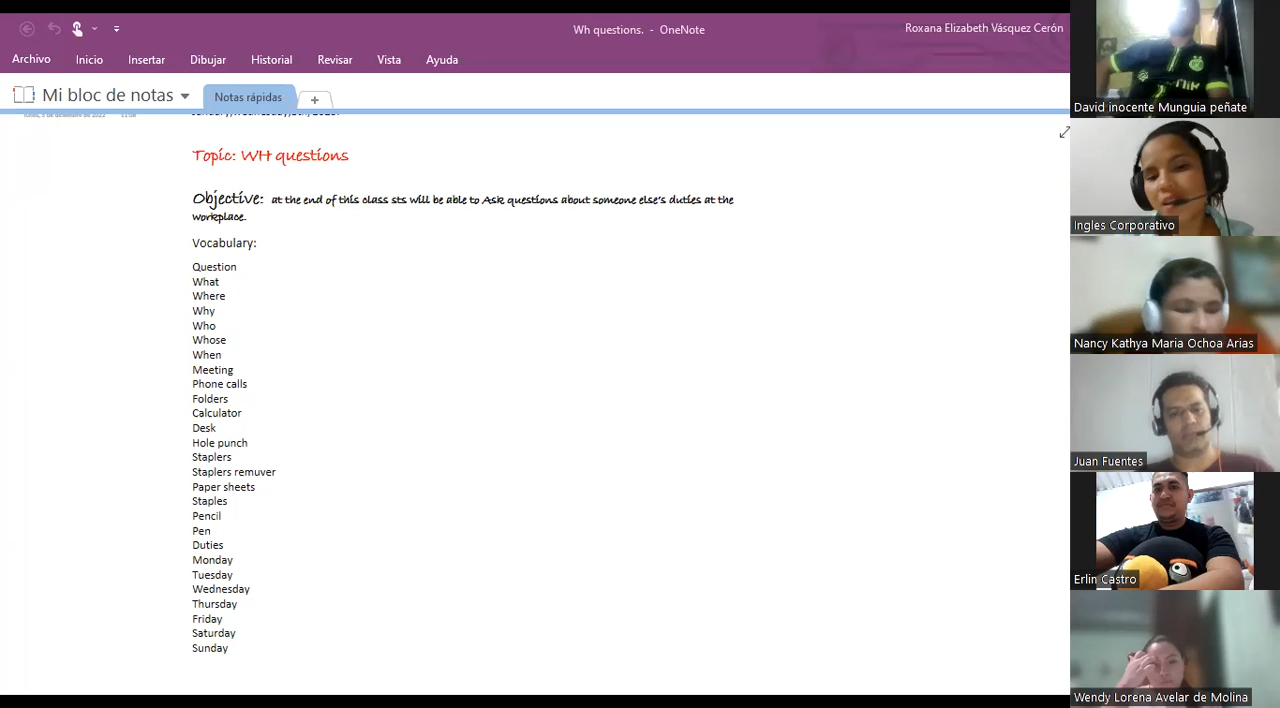 Wh questions. - OneNote
Roxana Elizabeth Vásquez Cerón
Archivo Inicio Insertar Dibujar Historial Revisar Vista Ayuda
Mi bloc de notas
Notas rápidas
Topic: WH questions
Objective: at the end of this class sts will be able to Ask questions about someone else's duties at the
workplace.
Vocabulary:
Question
What
Where
Why
Who
Whose
When
Meeting
Phone calls
Folders
Calculator
Desk
Hole punch
Staplers
Staplers remuver
Paper sheets
Staples
Pencil
Pen
Duties
Monday
Tuesday
Wednesday
Thursday
Friday
Saturday
Sunday
David inocente Munguia peñate
Ingles Corporativo
Nancy Kathya Maria Ochoa Arias
Juan Fuentes
Erlin Castro
Wendy Lorena Avelar de Molina